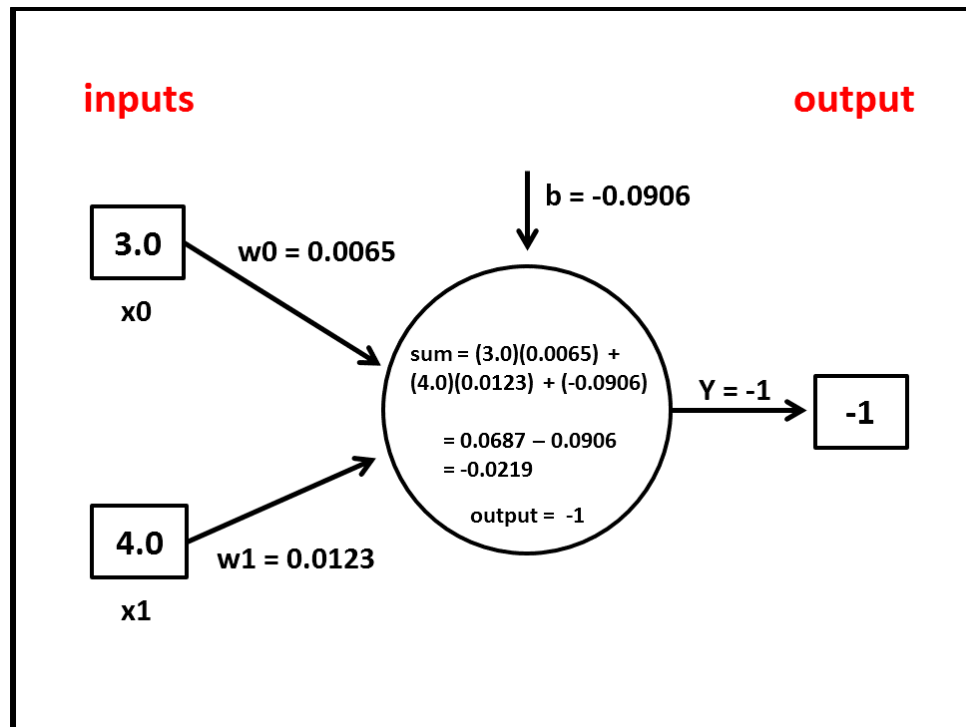 inputs
output
b = -0.0906
3.0
w0 = 0.0065
x0
sum = (3.0)(0.0065) +
(4.0)(0.0123) + (-0.0906)
= 0.0687 – 0.0906
= -0.0219
output = -1
Y = -1
-1
4.0
w1 = 0.0123
x1